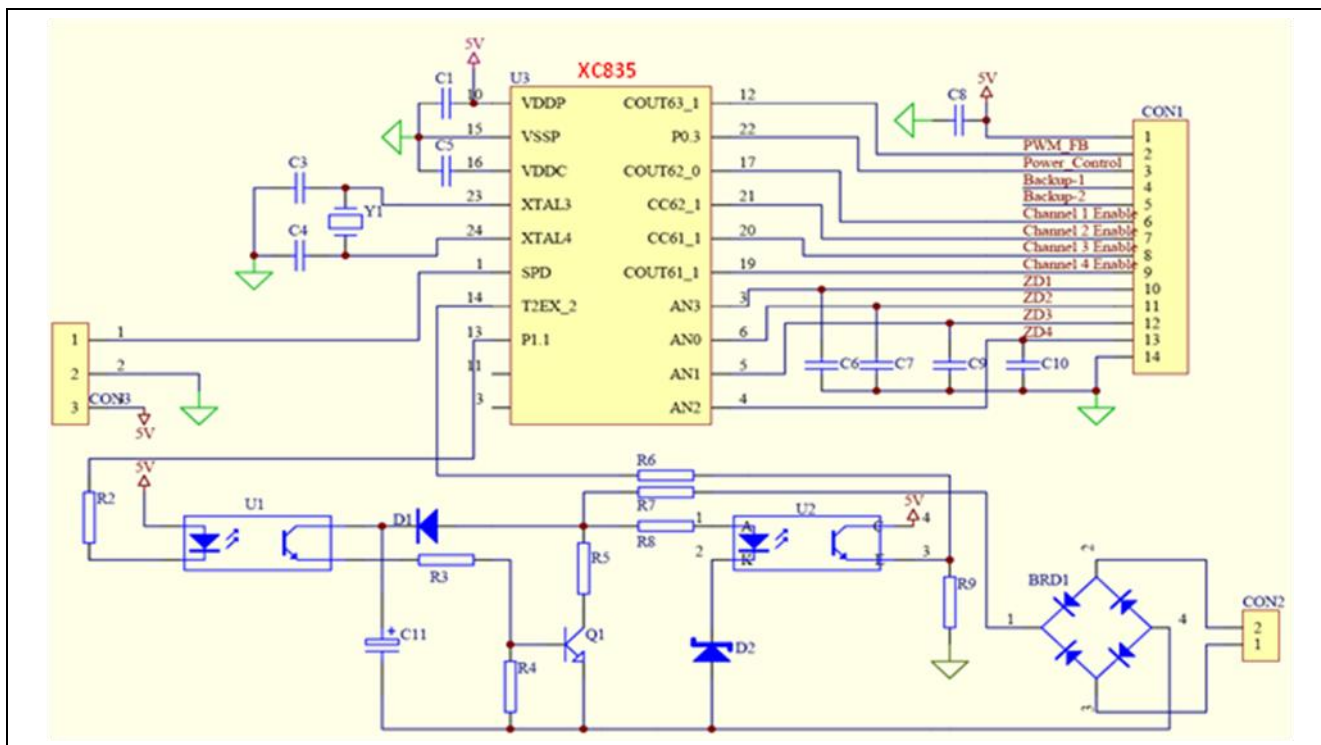 XC835
U3
5V
C1
10
VDDP
15
VSSP
C5
16
VDDC
C3
23
XTAL3
Y1
C4
24
XTAL4
1
SPD
14
T2EX_2
13
P1.1
11
3
COUT63_1
12
P0.3
22
COUT62_0
17
CC62_1
21
CC61_1
20
COUT61_1
19
AN3
3
AN0
6
AN1
5
AN2
4
5V
C8
CON1
1
PWM_FB
2
Power_Control
3
Backup-1
4
Backup-2
5
Channel 1 Enable
6
Channel 2 Enable
7
Channel 3 Enable
8
Channel 4 Enable
9
ZD1
10
ZD2
11
ZD3
12
ZD4
13
14
C6
C7
C9
C10
1
1
2
2
3
5V
5V
R2
U1
D1
R3
C11
+
R4
R5
Q1
R6
R7
R8
1
A
2
K
U2
C
4
5V
E
3
R9
D2
BRD1
2
1
4
3
CON2
2
1